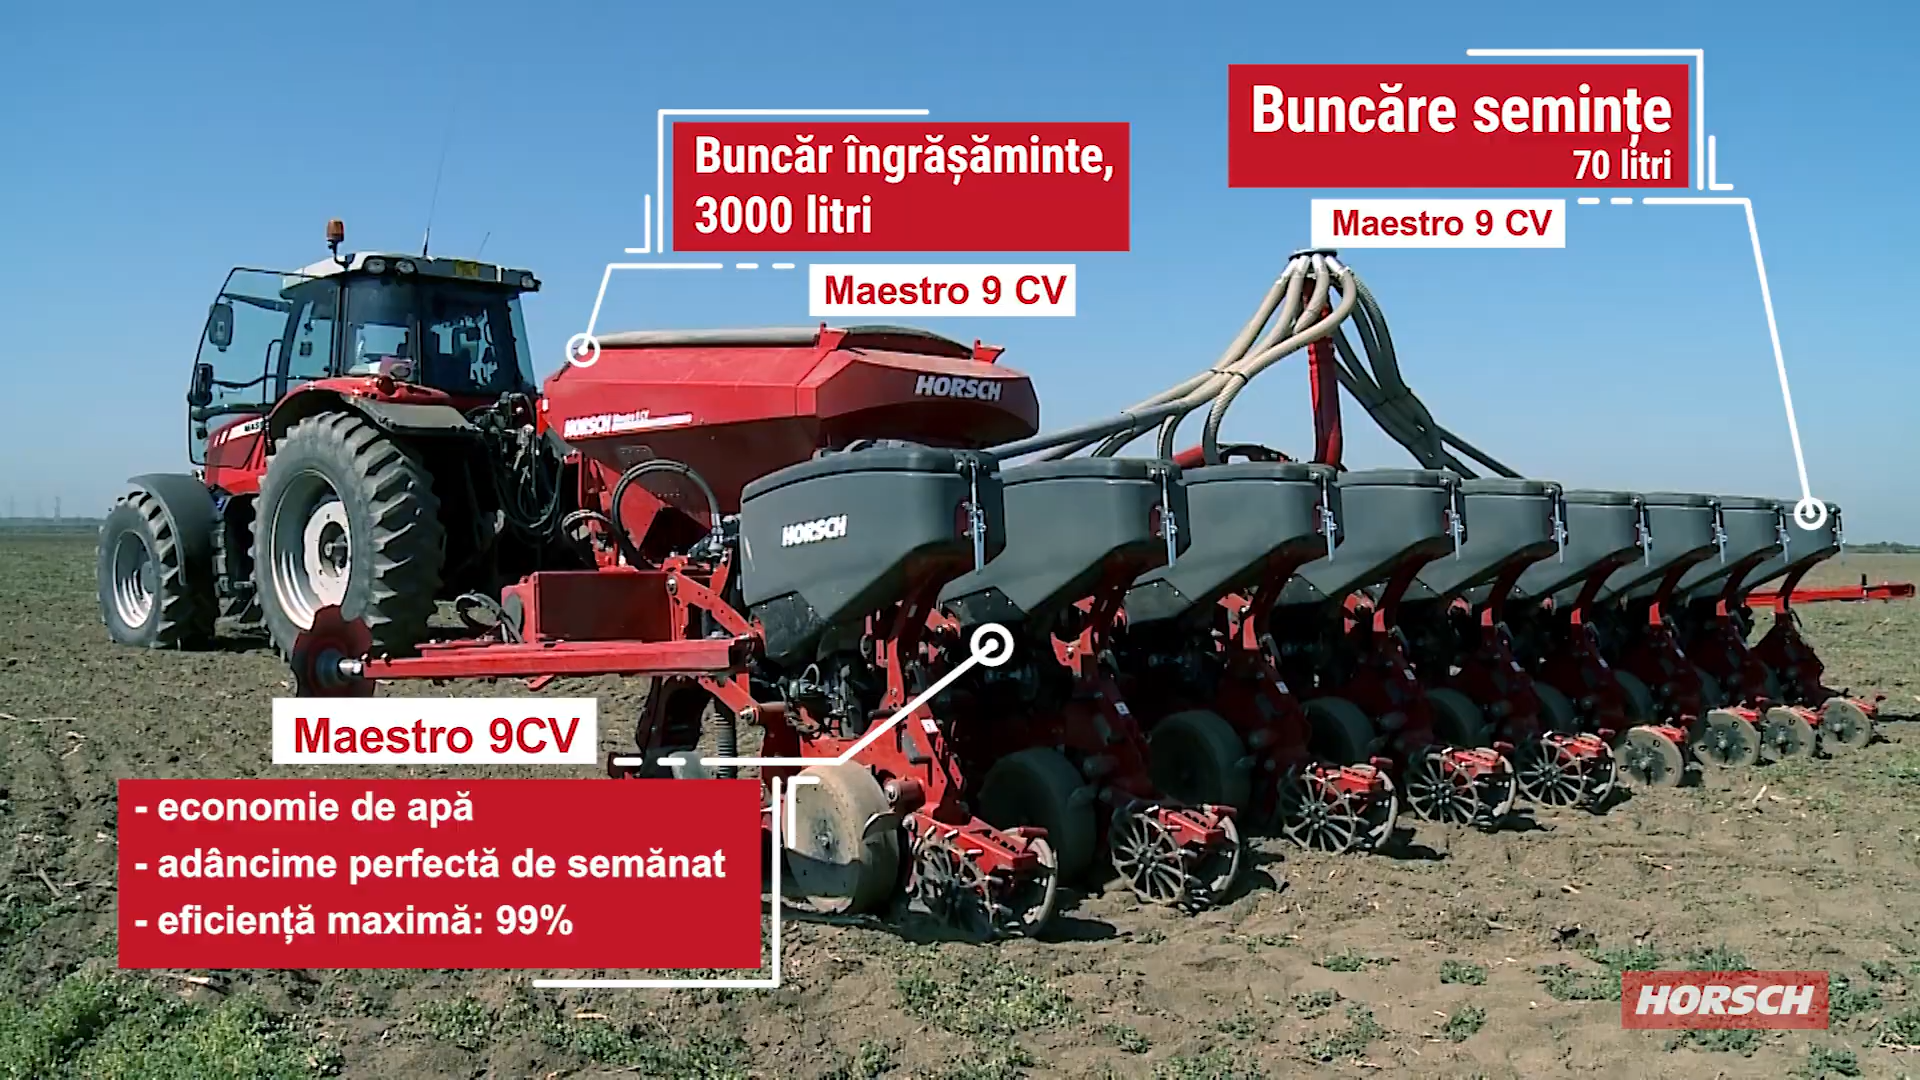 Buncăre semințe
70 litri
Maestro 9 CV
Buncăr îngrășăminte,
3000 litri
Maestro 9 CV
HORSCH
HORSCH
HORSCH
Maestro 9CV
- economie de apă
- adâncime perfectă de semănat
- eficiență maximă: 99%
HORSCH